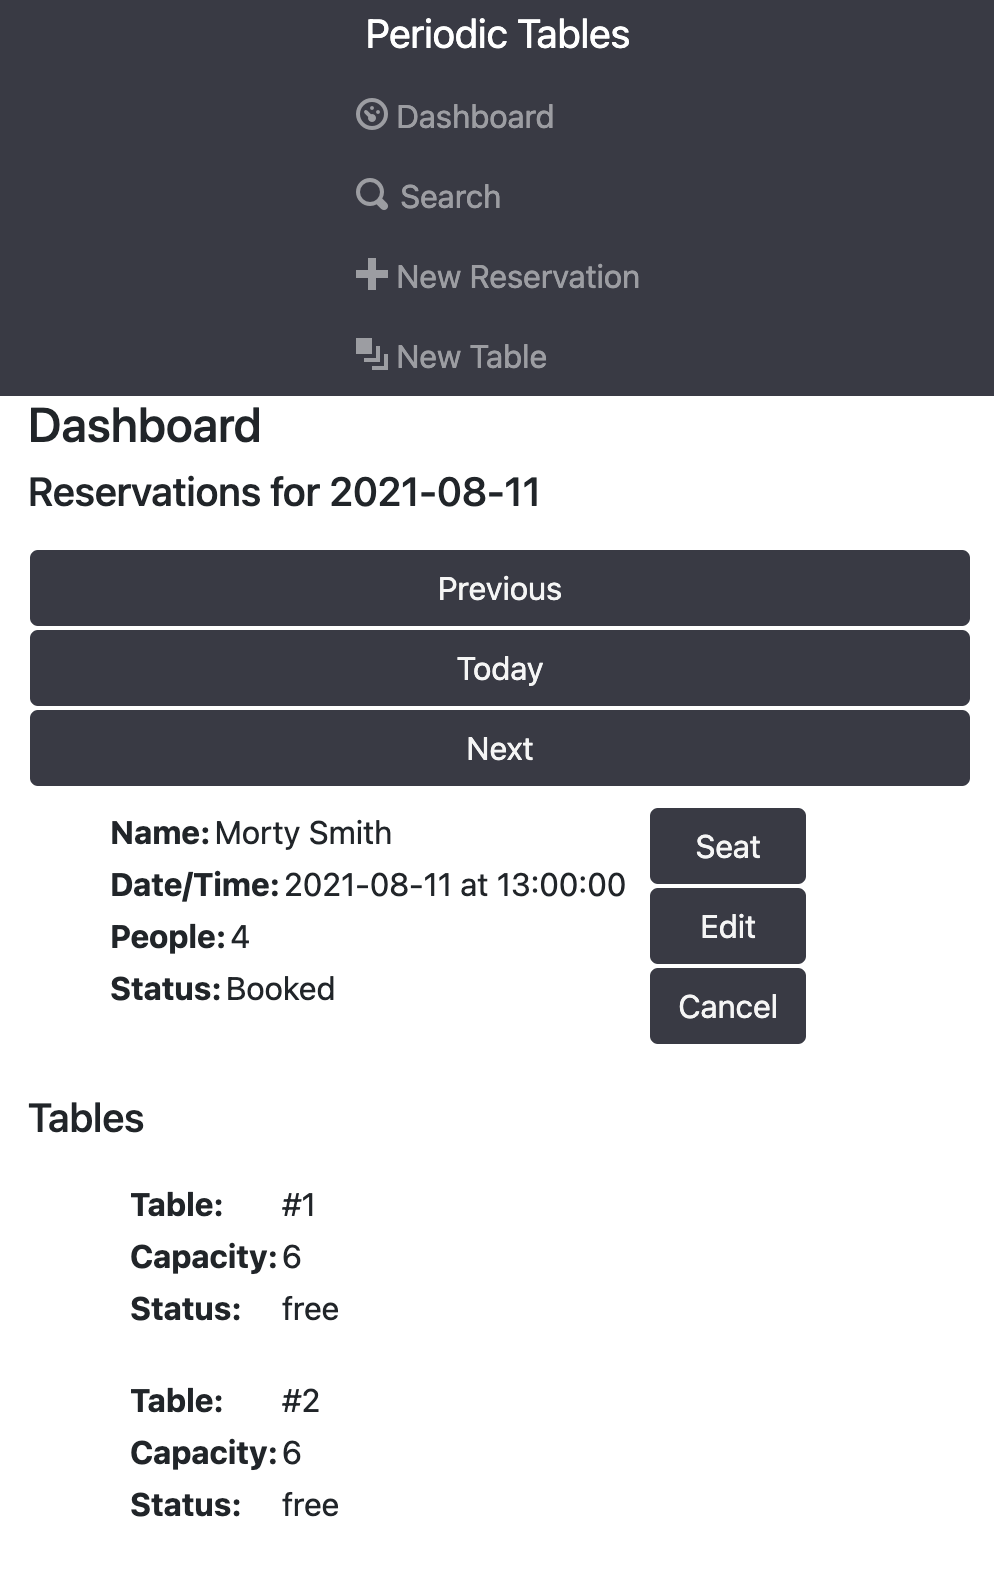 Periodic Tables
Dashboard
Search
New Reservation
New Table
Dashboard
Reservations for 2021-08-11
Previous
Today
Next
Name: Morty Smith
Date/Time: 2021-08-11 at 13:00:00
People: 4
Status: Booked
Seat
Edit
Cancel
Tables
Table: #1
Capacity: 6
Status: free
Table: #2
Capacity: 6
Status: free